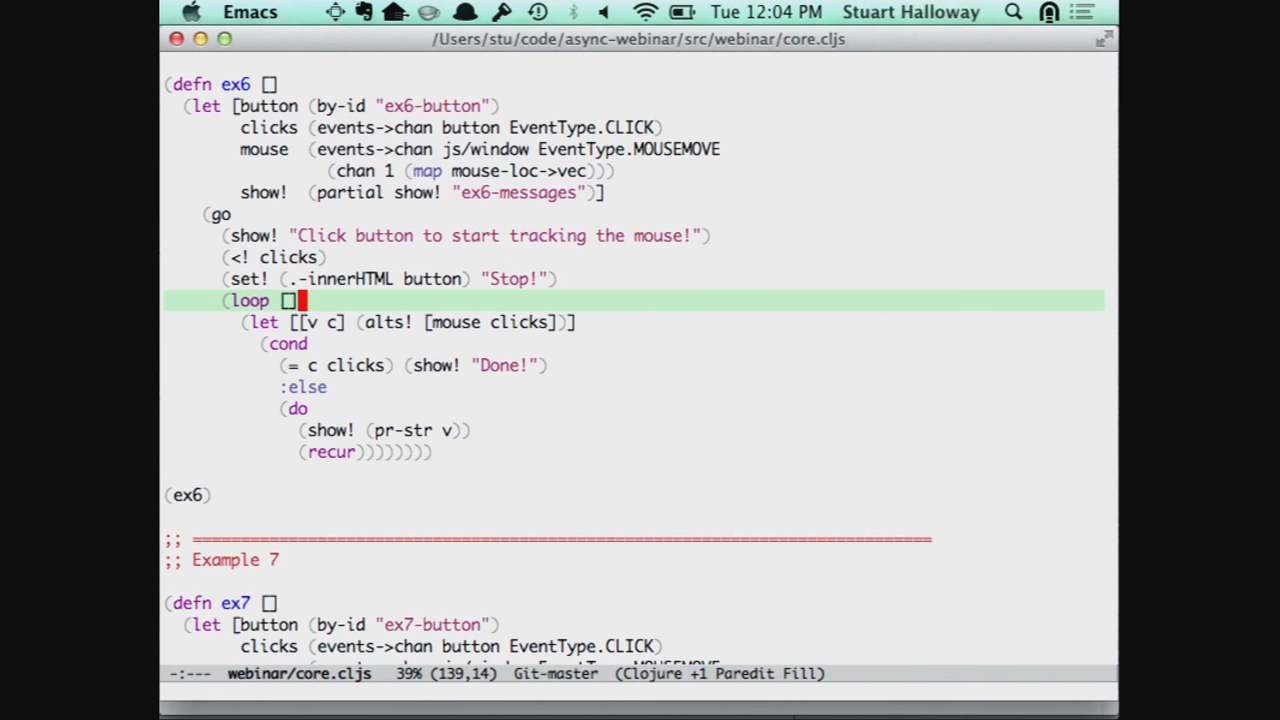 Emacs Tue 12:04 PM Stuart Halloway
/Users/stu/code/async-webinar/src/webinar/core.cljs
(defn ex6 []
(let [button (by-id "ex6-button")
clicks (events->chan button EventType.CLICK)
mouse (events->chan js/window EventType.MOUSEMOVE
(chan 1 (map mouse-loc->vec)))
show! (partial show! "ex6-messages")]
(go
(show! "Click button to start tracking the mouse!")
(<! clicks)
(set! (.-innerHTML button) "Stop!")
(loop []
(let [[v c] (alts! [mouse clicks])]
(cond
(= c clicks) (show! "Done!")
:else
(do
(show! (pr-str v))
(recur))))))))
(ex6)
;; =============================================================================
;; Example 7
(defn ex7 []
(let [button (by-id "ex7-button")
clicks (events->chan button EventType.CLICK)
-:--- webinar/core.cljs 39% (139,14) Git-master (Clojure +1 Paredit Fill)